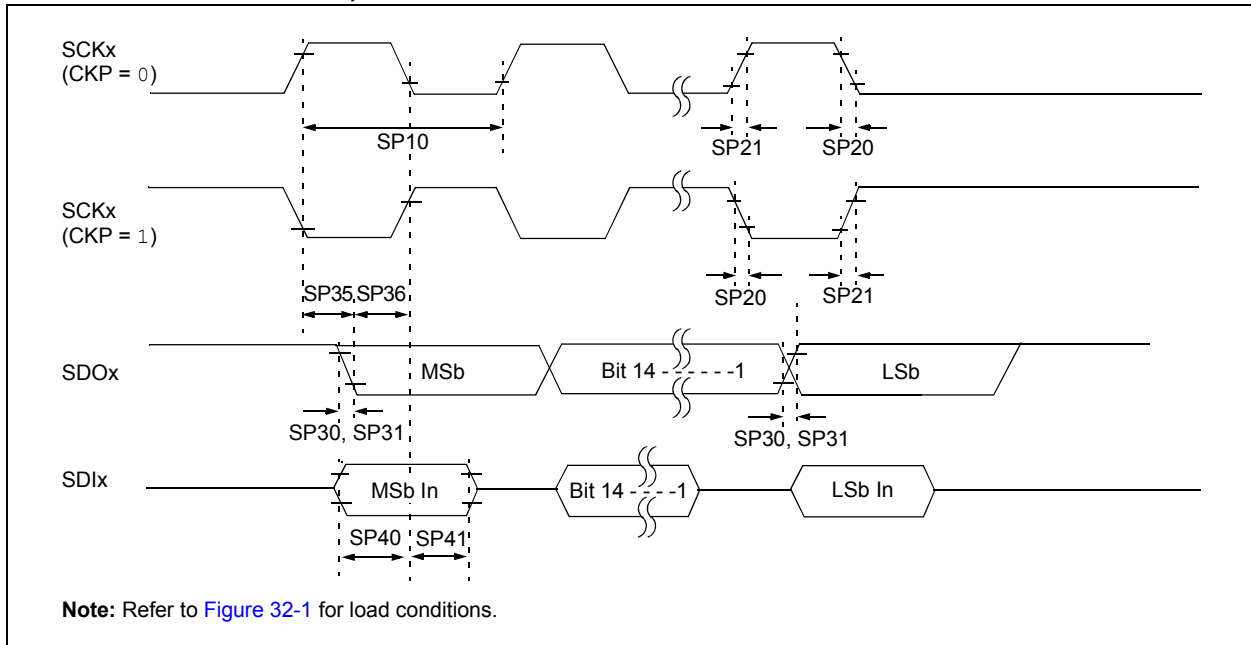 SCKx
(CKP = 0)
SP10
SP21
SP20
SCKx
(CKP = 1)
SP20
SP21
SP35
SP36
SDOx
MSb
Bit 14 - - - - - -1
LSb
SP30, SP31
SP30, SP31
SDIx
MSb In
Bit 14 - - - -1
LSb In
SP40
SP41
Note: Refer to Figure 32-1 for load conditions.